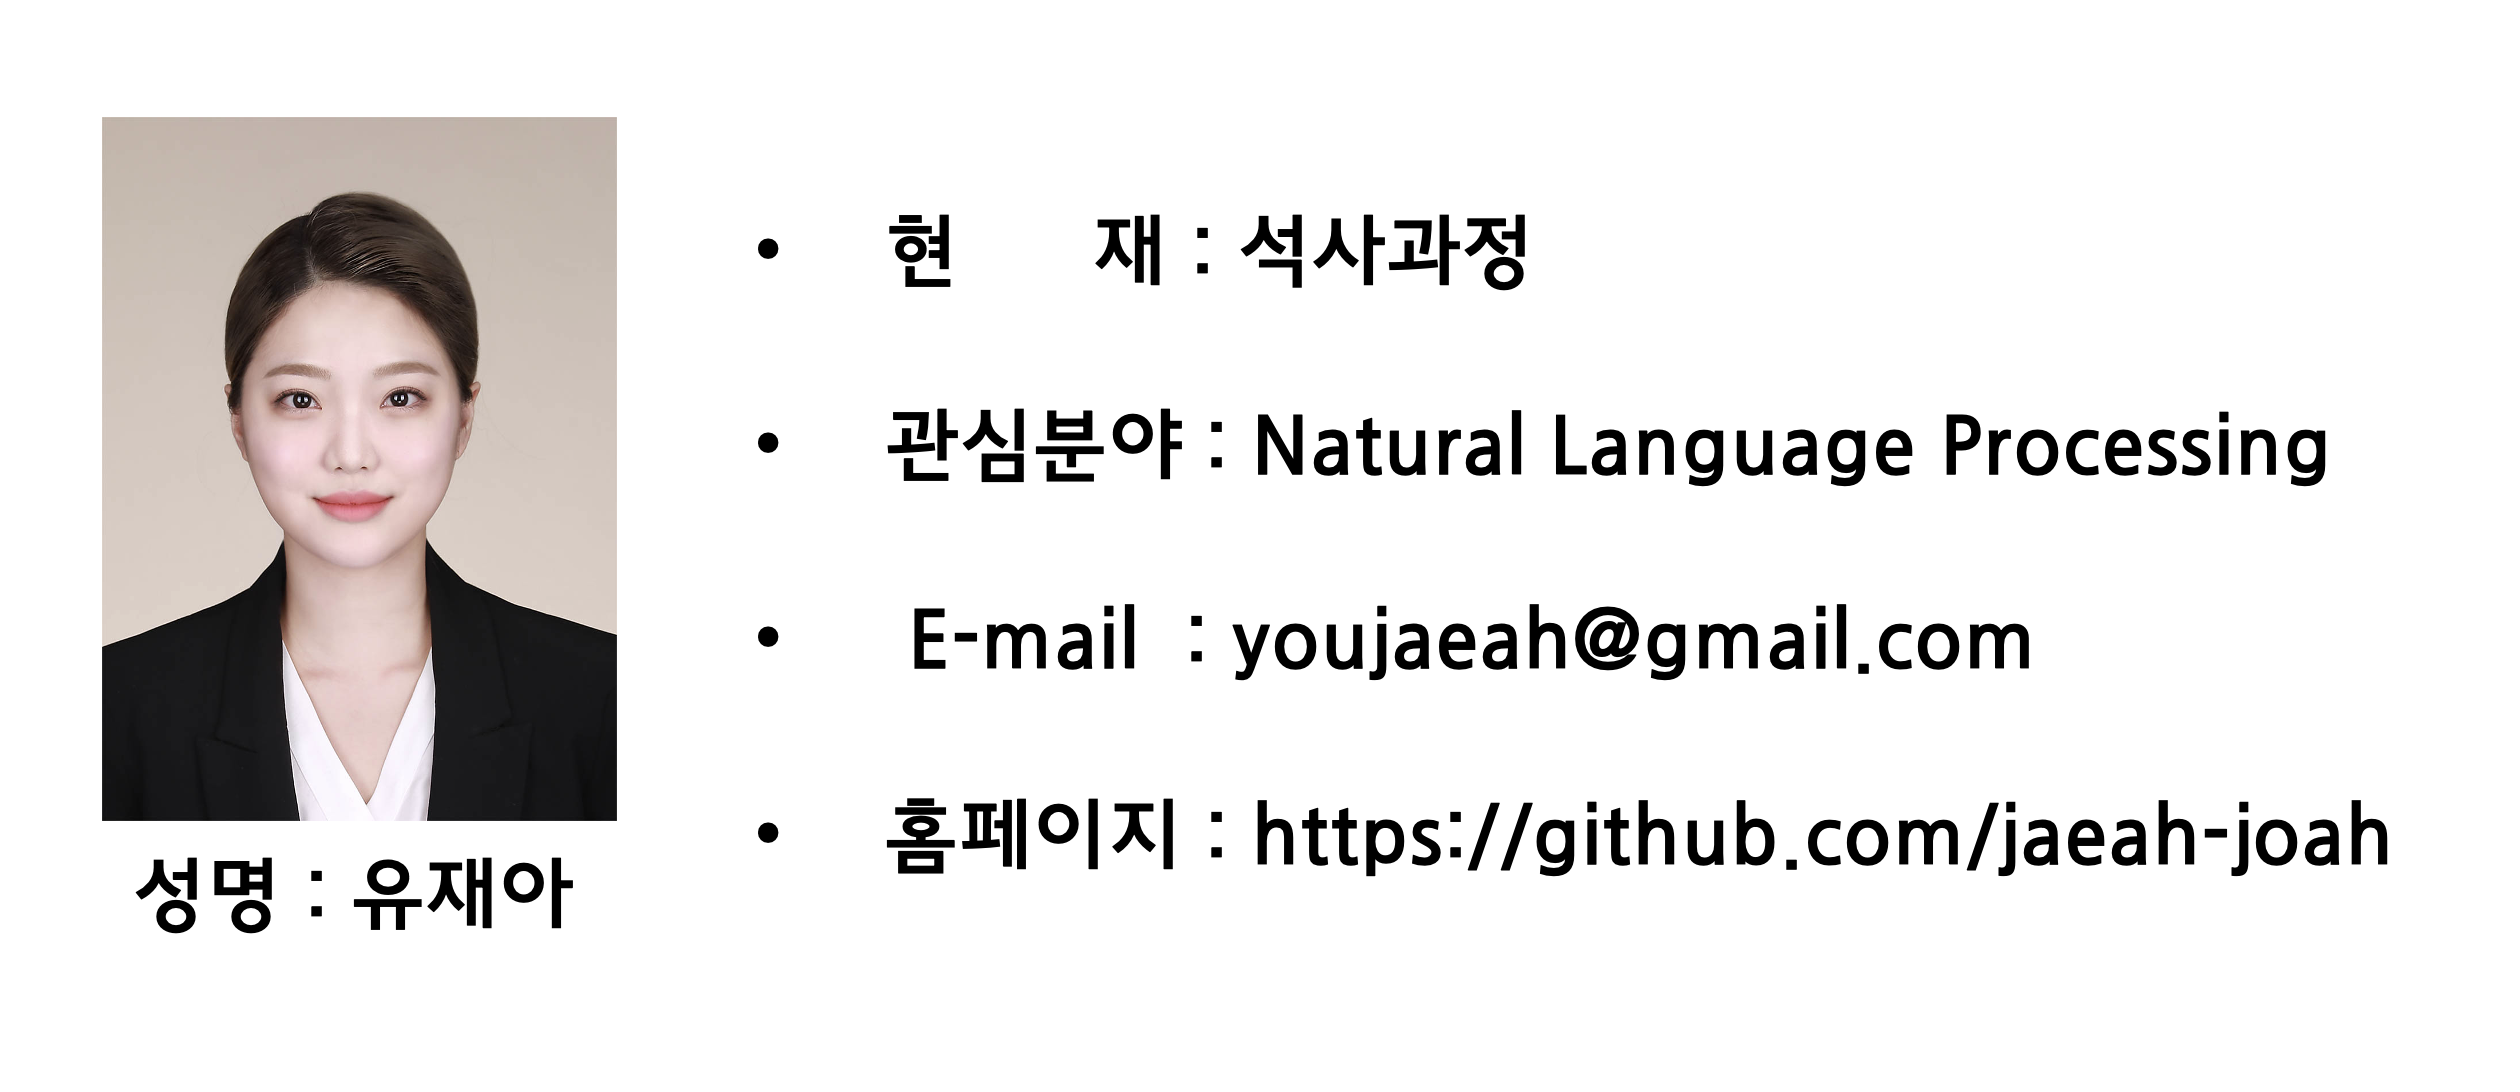 현 재 : 석사과정
관심분야 : Natural Language Processing
E-mail : youjaeah@gmail.com
홈페이지 : https://github.com/jaeah-joah
성명 : 유재아